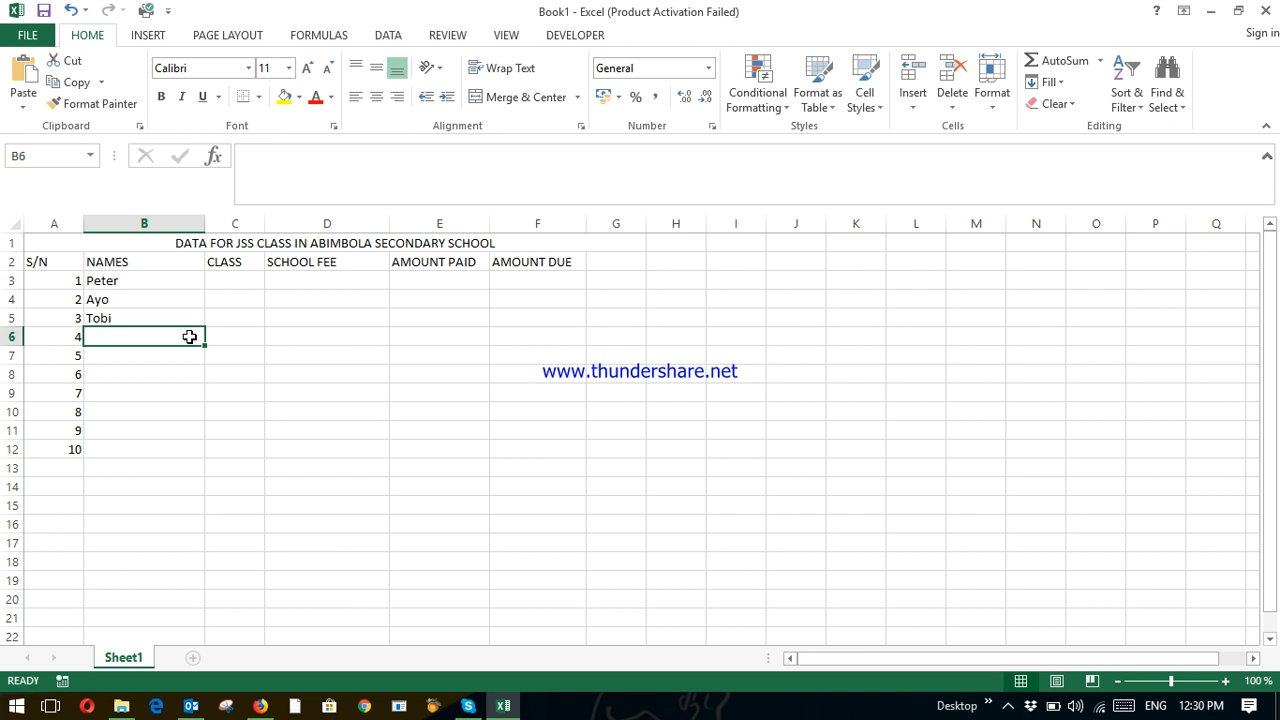 Book1 - Excel (Product Activation Failed)
FILE HOME INSERT PAGE LAYOUT FORMULAS DATA REVIEW VIEW DEVELOPER Sign in
Paste Cut Copy Format Painter Clipboard
Calibri 11 B I U A Font
Wrap Text Merge & Center Alignment
General % , Number
Conditional Formatting Format as Table Cell Styles Styles
Insert Delete Format Cells
AutoSum Fill Clear Sort & Filter Find & Select Editing
B6 fx
A B C D E F G H I J K L M N O P Q
1 DATA FOR JSS CLASS IN ABIMBOLA SECONDARY SCHOOL
2 S/N NAMES CLASS SCHOOL FEE AMOUNT PAID AMOUNT DUE
3 1 Peter
4 2 Ayo
5 3 Tobi
6 4
7 5
8 6
www.thundershare.net
9 7
10 8
11 9
12 10
13
14
15
16
17
18
19
20
21
22
Sheet1
READY 100 %
Desktop » 12:30 PM